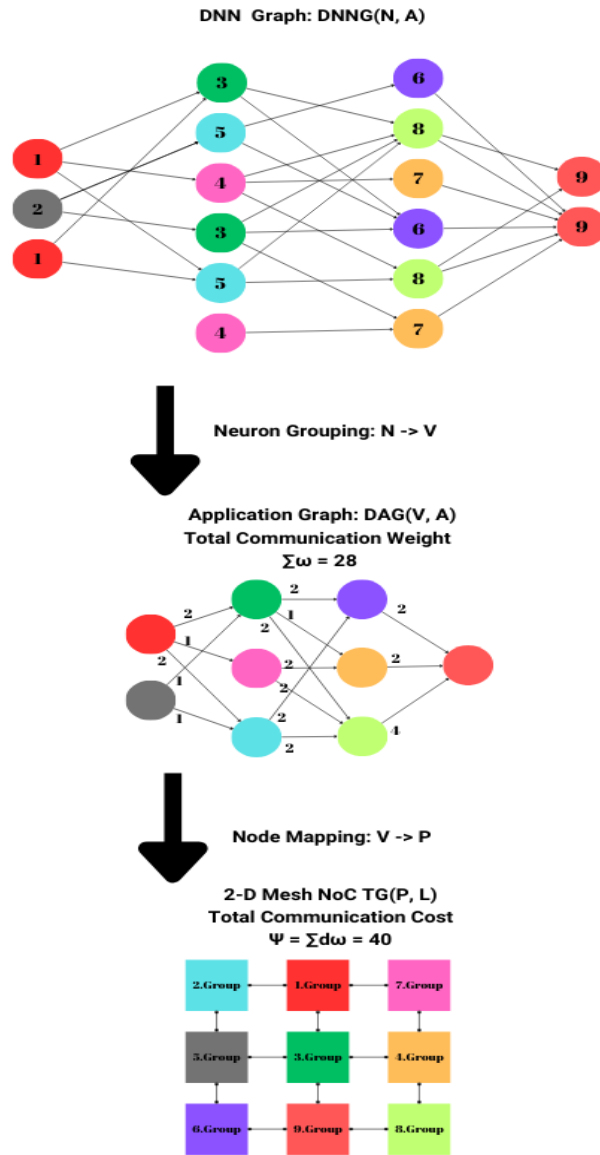 DNN Graph: DNNG(N, A)
6
3
8
5
1
7
9
4
2
6
9
3
1
8
5
7
4
Neuron Grouping: N -> V
Application Graph: DAG(V, A)
Total Communication Weight
∑ω = 28
2
2
1
2
1
2
2
2
2
2
1
2
2
1
4
2
Node Mapping: V -> P
2-D Mesh NoC TG(P, L)
Total Communication Cost
Ψ = ∑dω = 40
2.Group
1.Group
7.Group
5.Group
3.Group
4.Group
6.Group
9.Group
8.Group